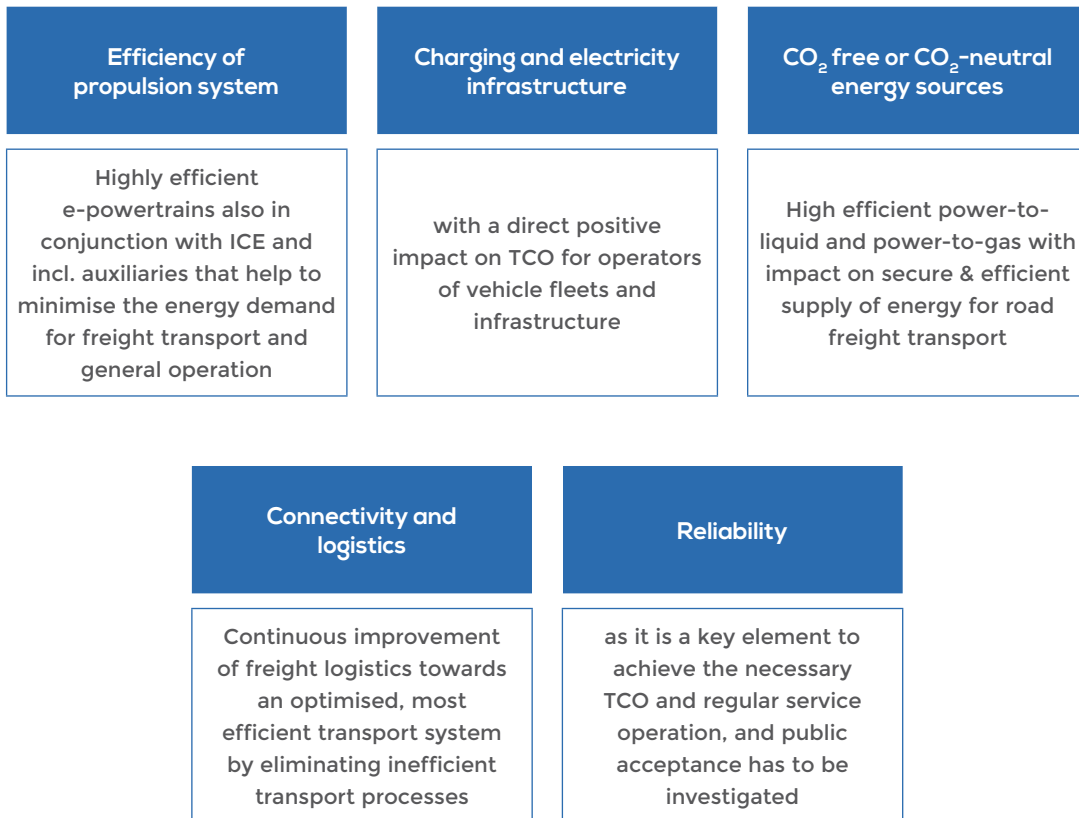 Efficiency of
propulsion system
Highly efficient
e-powertrains also in
conjunction with ICE and
incl. auxiliaries that help to
minimise the energy demand
for freight transport and
general operation
Charging and electricity
infrastructure
with a direct positive
impact on TCO for operators
of vehicle fleets and
infrastructure
CO₂ free or CO₂-neutral
energy sources
High efficient power-to-
liquid and power-to-gas with
impact on secure & efficient
supply of energy for road
freight transport
Connectivity and
logistics
Continuous improvement
of freight logistics towards
an optimised, most
efficient transport system
by eliminating inefficient
transport processes
Reliability
as it is a key element to
achieve the necessary
TCO and regular service
operation, and public
acceptance has to be
investigated